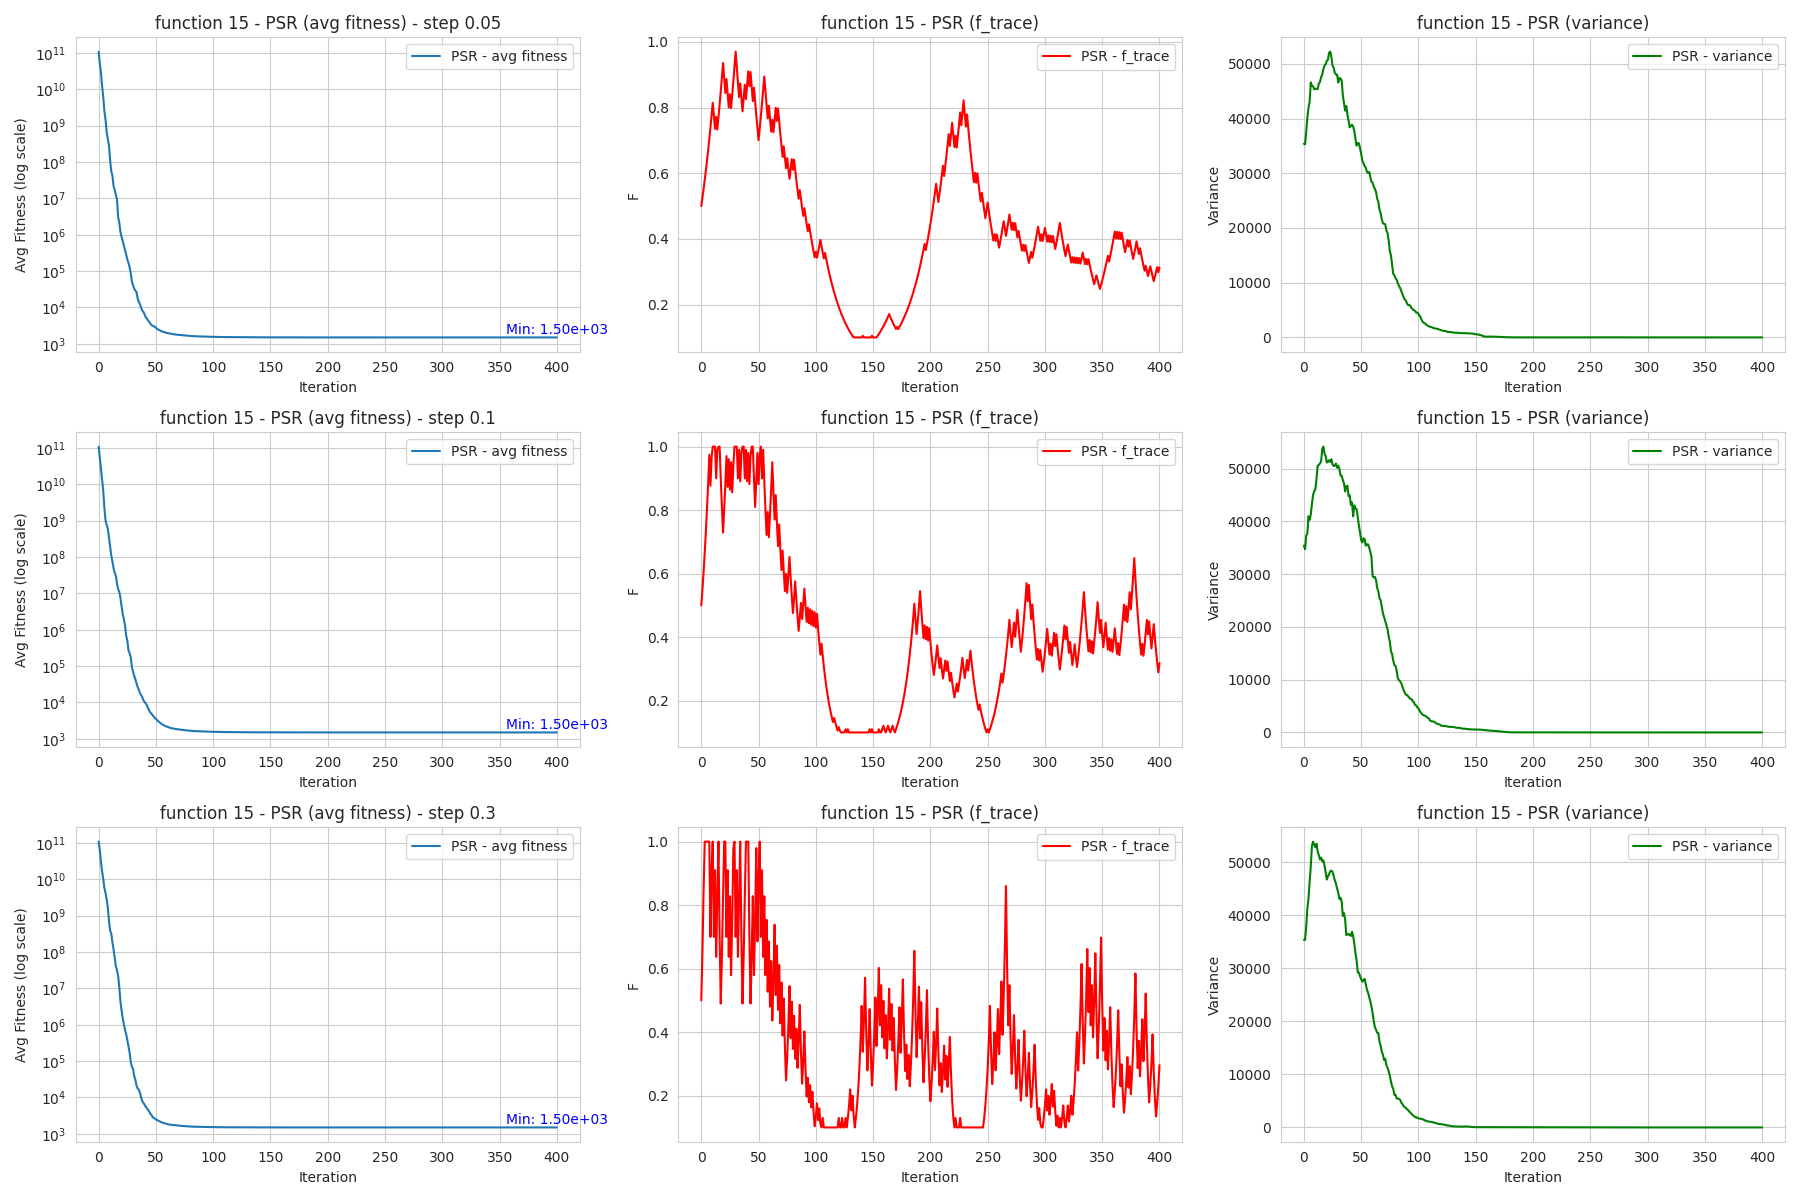 function 15 - PSR (avg fitness) - step 0.05
PSR - avg fitness
Avg Fitness (log scale)
10^11
10^10
10^9
10^8
10^7
10^6
10^5
10^4
10^3
Min: 1.50e+03
0 50 100 150 200 250 300 350 400
Iteration
function 15 - PSR (f_trace)
PSR - f_trace
F
1.0
0.8
0.6
0.4
0.2
0 50 100 150 200 250 300 350 400
Iteration
function 15 - PSR (variance)
PSR - variance
Variance
50000
40000
30000
20000
10000
0
0 50 100 150 200 250 300 350 400
Iteration
function 15 - PSR (avg fitness) - step 0.1
PSR - avg fitness
Avg Fitness (log scale)
10^11
10^10
10^9
10^8
10^7
10^6
10^5
10^4
10^3
Min: 1.50e+03
0 50 100 150 200 250 300 350 400
Iteration
function 15 - PSR (f_trace)
PSR - f_trace
F
1.0
0.8
0.6
0.4
0.2
0 50 100 150 200 250 300 350 400
Iteration
function 15 - PSR (variance)
PSR - variance
Variance
50000
40000
30000
20000
10000
0
0 50 100 150 200 250 300 350 400
Iteration
function 15 - PSR (avg fitness) - step 0.3
PSR - avg fitness
Avg Fitness (log scale)
10^11
10^10
10^9
10^8
10^7
10^6
10^5
10^4
10^3
Min: 1.50e+03
0 50 100 150 200 250 300 350 400
Iteration
function 15 - PSR (f_trace)
PSR - f_trace
F
1.0
0.8
0.6
0.4
0.2
0 50 100 150 200 250 300 350 400
Iteration
function 15 - PSR (variance)
PSR - variance
Variance
50000
40000
30000
20000
10000
0
0 50 100 150 200 250 300 350 400
Iteration